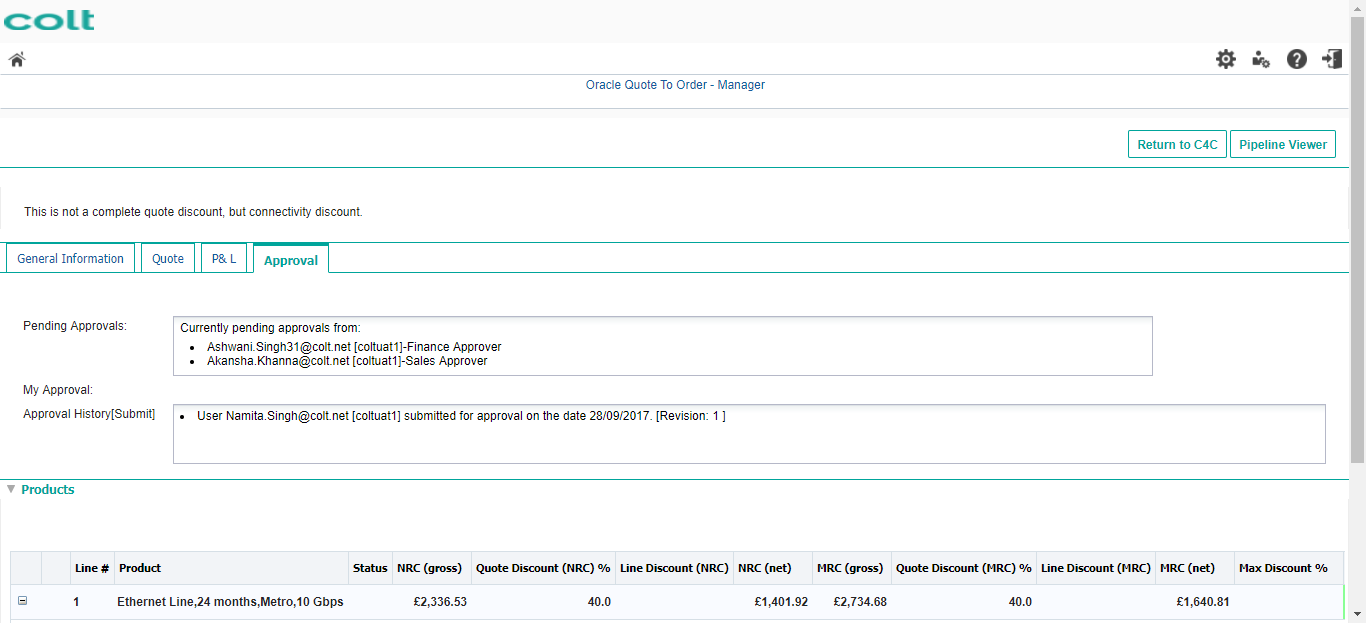 colt
Oracle Quote To Order - Manager
Return to C4C Pipeline Viewer
This is not a complete quote discount, but connectivity discount.
General Information Quote P& L Approval
Pending Approvals: Currently pending approvals from:
• Ashwani.Singh31@colt.net [coltuat1]-Finance Approver
• Akansha.Khanna@colt.net [coltuat1]-Sales Approver
My Approval:
Approval History[Submit] • User Namita.Singh@colt.net [coltuat1] submitted for approval on the date 28/09/2017. [Revision: 1 ]
Products
Line # Product Status NRC (gross) Quote Discount (NRC) % Line Discount (NRC) NRC (net) MRC (gross) Quote Discount (MRC) % Line Discount (MRC) MRC (net) Max Discount %
1 Ethernet Line,24 months,Metro,10 Gbps £2,336.53 40.0 £1,401.92 £2,734.68 40.0 £1,640.81